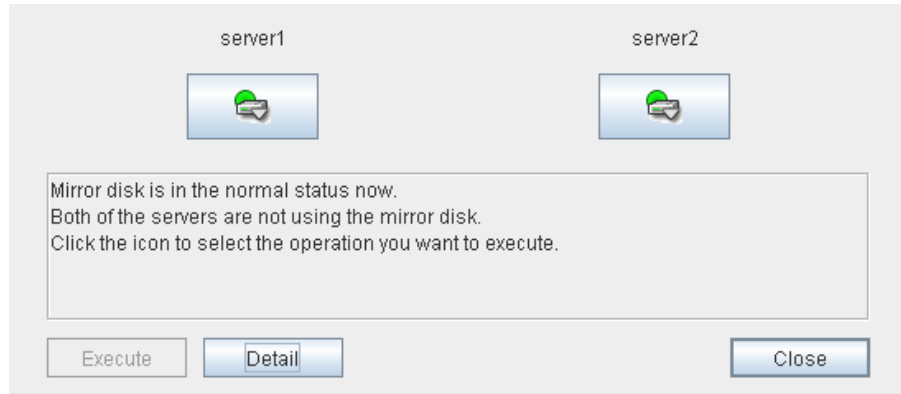 server1 server2
Mirror disk is in the normal status now.
Both of the servers are not using the mirror disk.
Click the icon to select the operation you want to execute.
Execute Detail Close